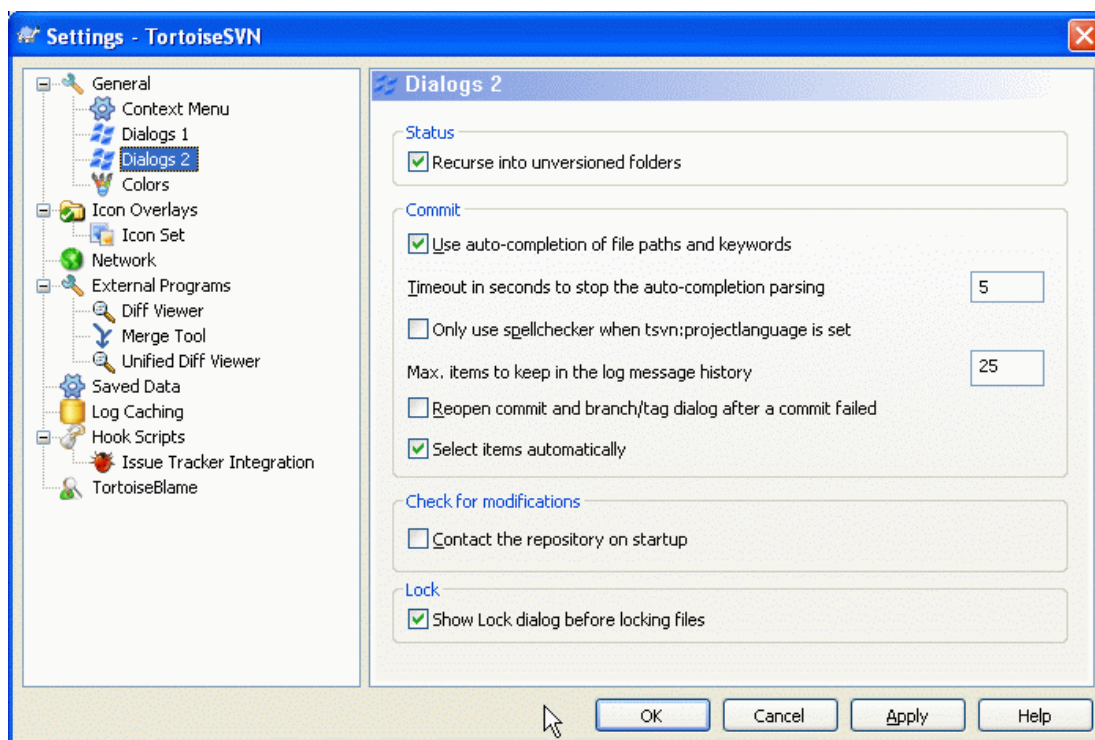 Settings - TortoiseSVN
General
Context Menu
Dialogs 1
Dialogs 2
Colors
Icon Overlays
Icon Set
Network
External Programs
Diff Viewer
Merge Tool
Unified Diff Viewer
Saved Data
Log Caching
Hook Scripts
Issue Tracker Integration
TortoiseBlame
Dialogs 2
Status
Recurse into unversioned folders
Commit
Use auto-completion of file paths and keywords
Timeout in seconds to stop the auto-completion parsing 5
Only use spellchecker when tsvn:projectlanguage is set
Max. items to keep in the log message history 25
Reopen commit and branch/tag dialog after a commit failed
Select items automatically
Check for modifications
Contact the repository on startup
Lock
Show Lock dialog before locking files
OK Cancel Apply Help